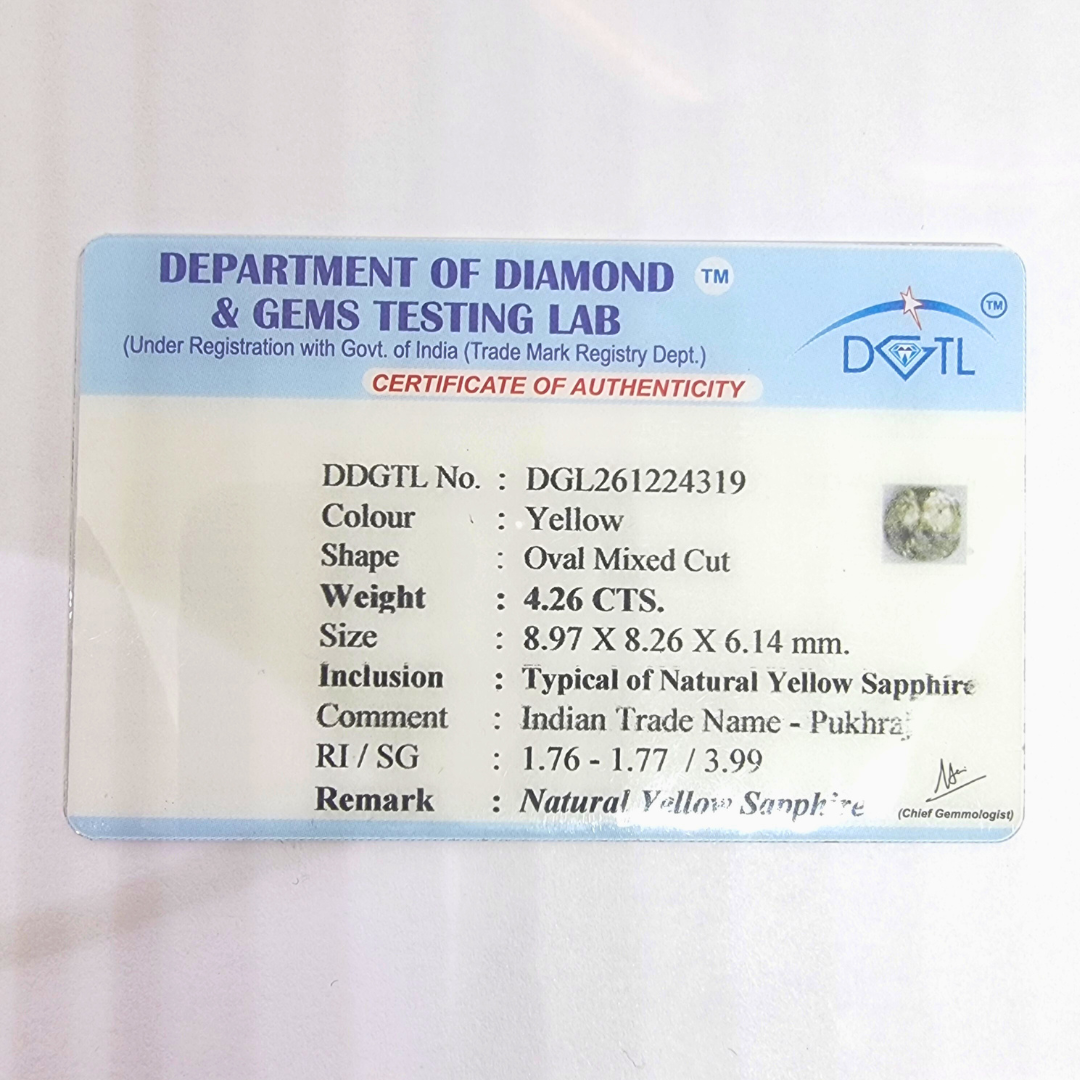 DEPARTMENT OF DIAMOND TM
& GEMS TESTING LAB
(Under Registration with Govt. of India (Trade Mark Registry Dept.)
CERTIFICATE OF AUTHENTICITY
DGTL TM
DDGTL No. : DGL261224319
Colour : Yellow
Shape : Oval Mixed Cut
Weight : 4.26 CTS.
Size : 8.97 X 8.26 X 6.14 mm.
Inclusion : Typical of Natural Yellow Sapphire
Comment : Indian Trade Name - Pukhraj
RI / SG : 1.76 - 1.77 / 3.99
Remark : Natural Yellow Sapphire
(Chief Gemmologist)